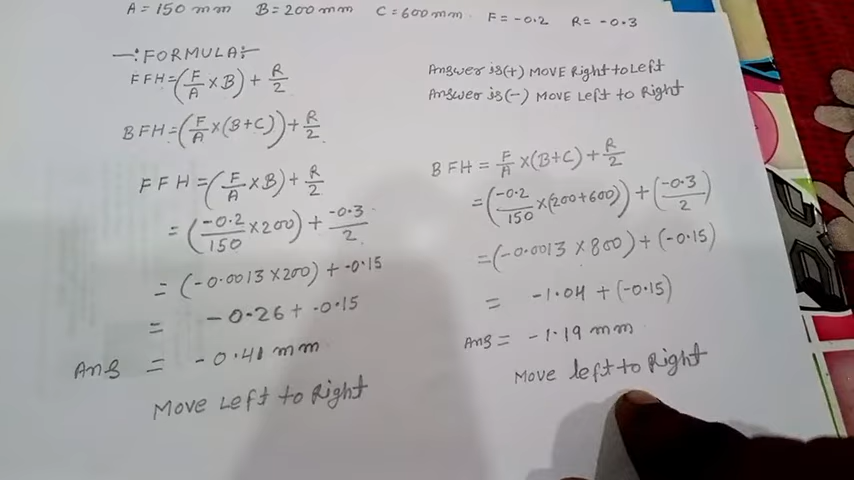 A = 150 mm B = 200 mm C = 600 mm F = -0.2 R = -0.3
—:FORMULA:—
FFH = (F/A × B) + R/2
BFH = (F/A × (B+C)) + R/2
FFH = (F/A × B) + R/2
= (-0.2/150 × 200) + -0.3/2
= (-0.0013 × 200) + -0.15
= -0.26 + -0.15
Ans = -0.41 mm
Move Left to Right
Answer is (+) MOVE Right to Left
Answer is (-) MOVE Left to Right
BFH = F/A × (B+C) + R/2
= (-0.2/150 × (200+600)) + (-0.3/2)
= (-0.0013 × 800) + (-0.15)
= -1.04 + (-0.15)
Ans = -1.19 mm
Move left to Right